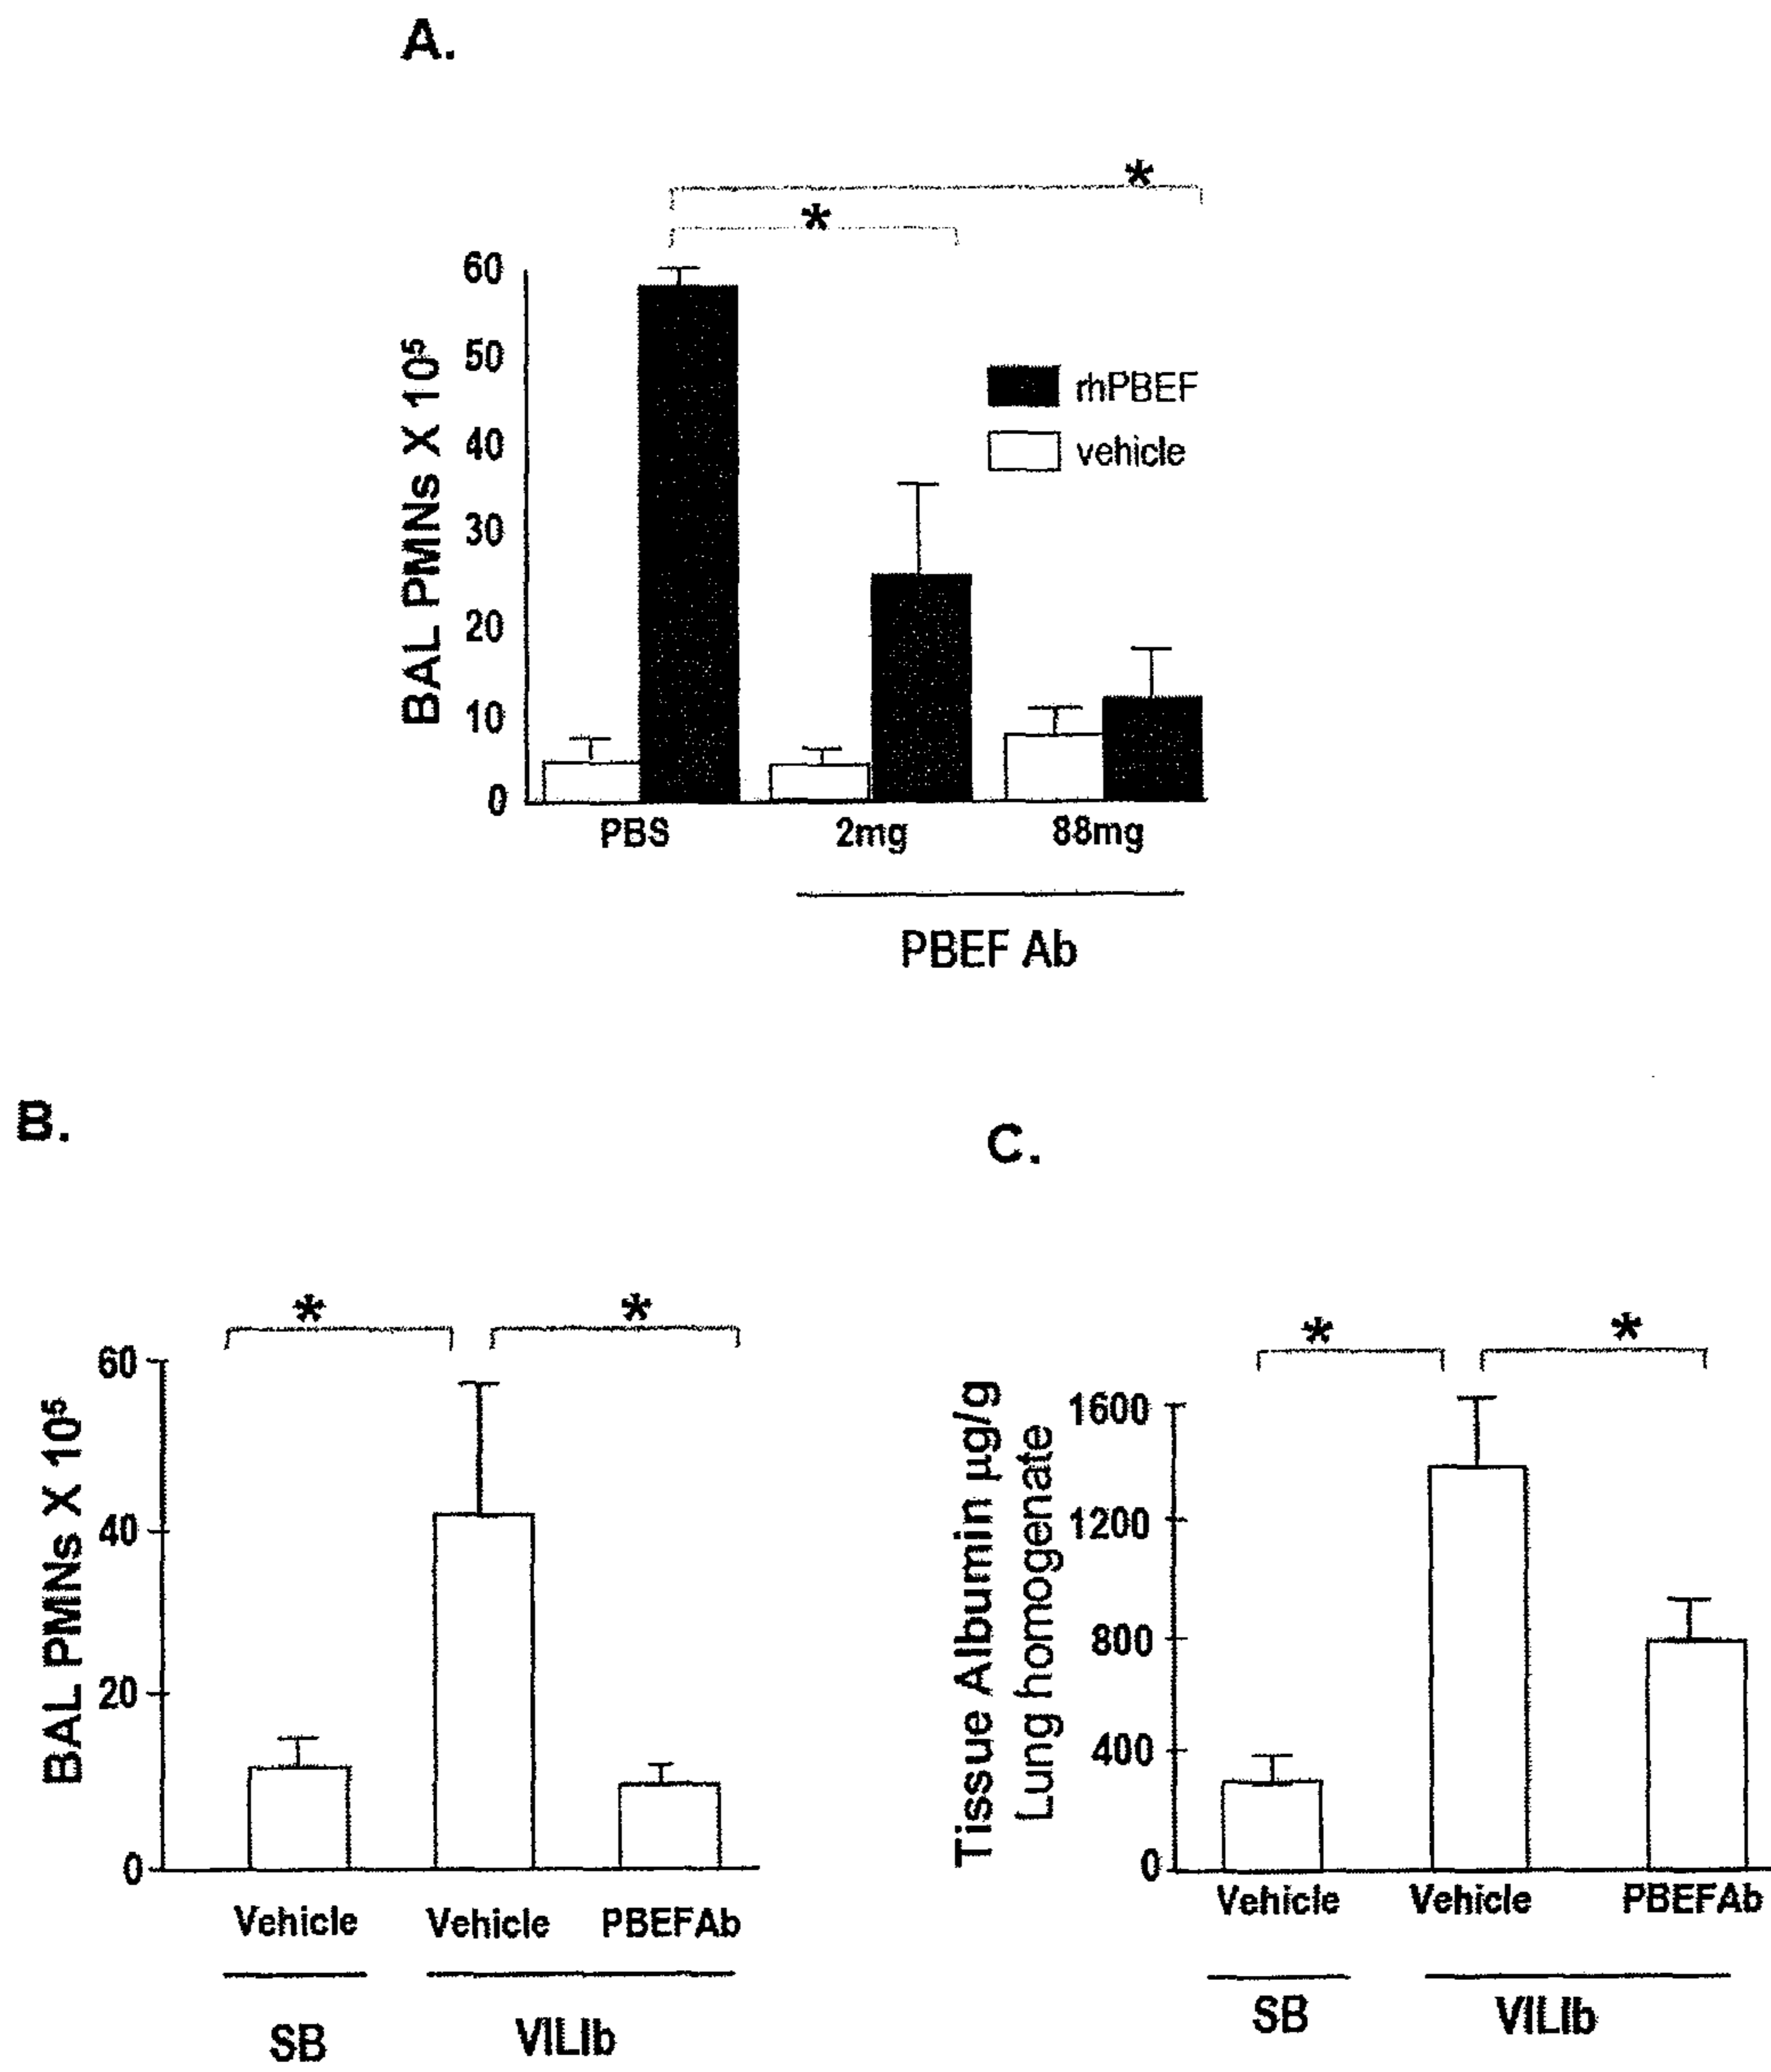 A.
*
*
60
50
40
30
20
10
0
BAL PMNs X 10⁵
rhPBEF
vehicle
PBS 2mg 88mg
PBEF Ab
B.
*
*
60
40
20
0
BAL PMNs X 10⁵
Vehicle Vehicle PBEFAb
SB VILIb
C.
*
*
1600
1200
800
400
0
Tissue Albumin µg/g
Lung homogenate
Vehicle Vehicle PBEFAb
SB VILIb